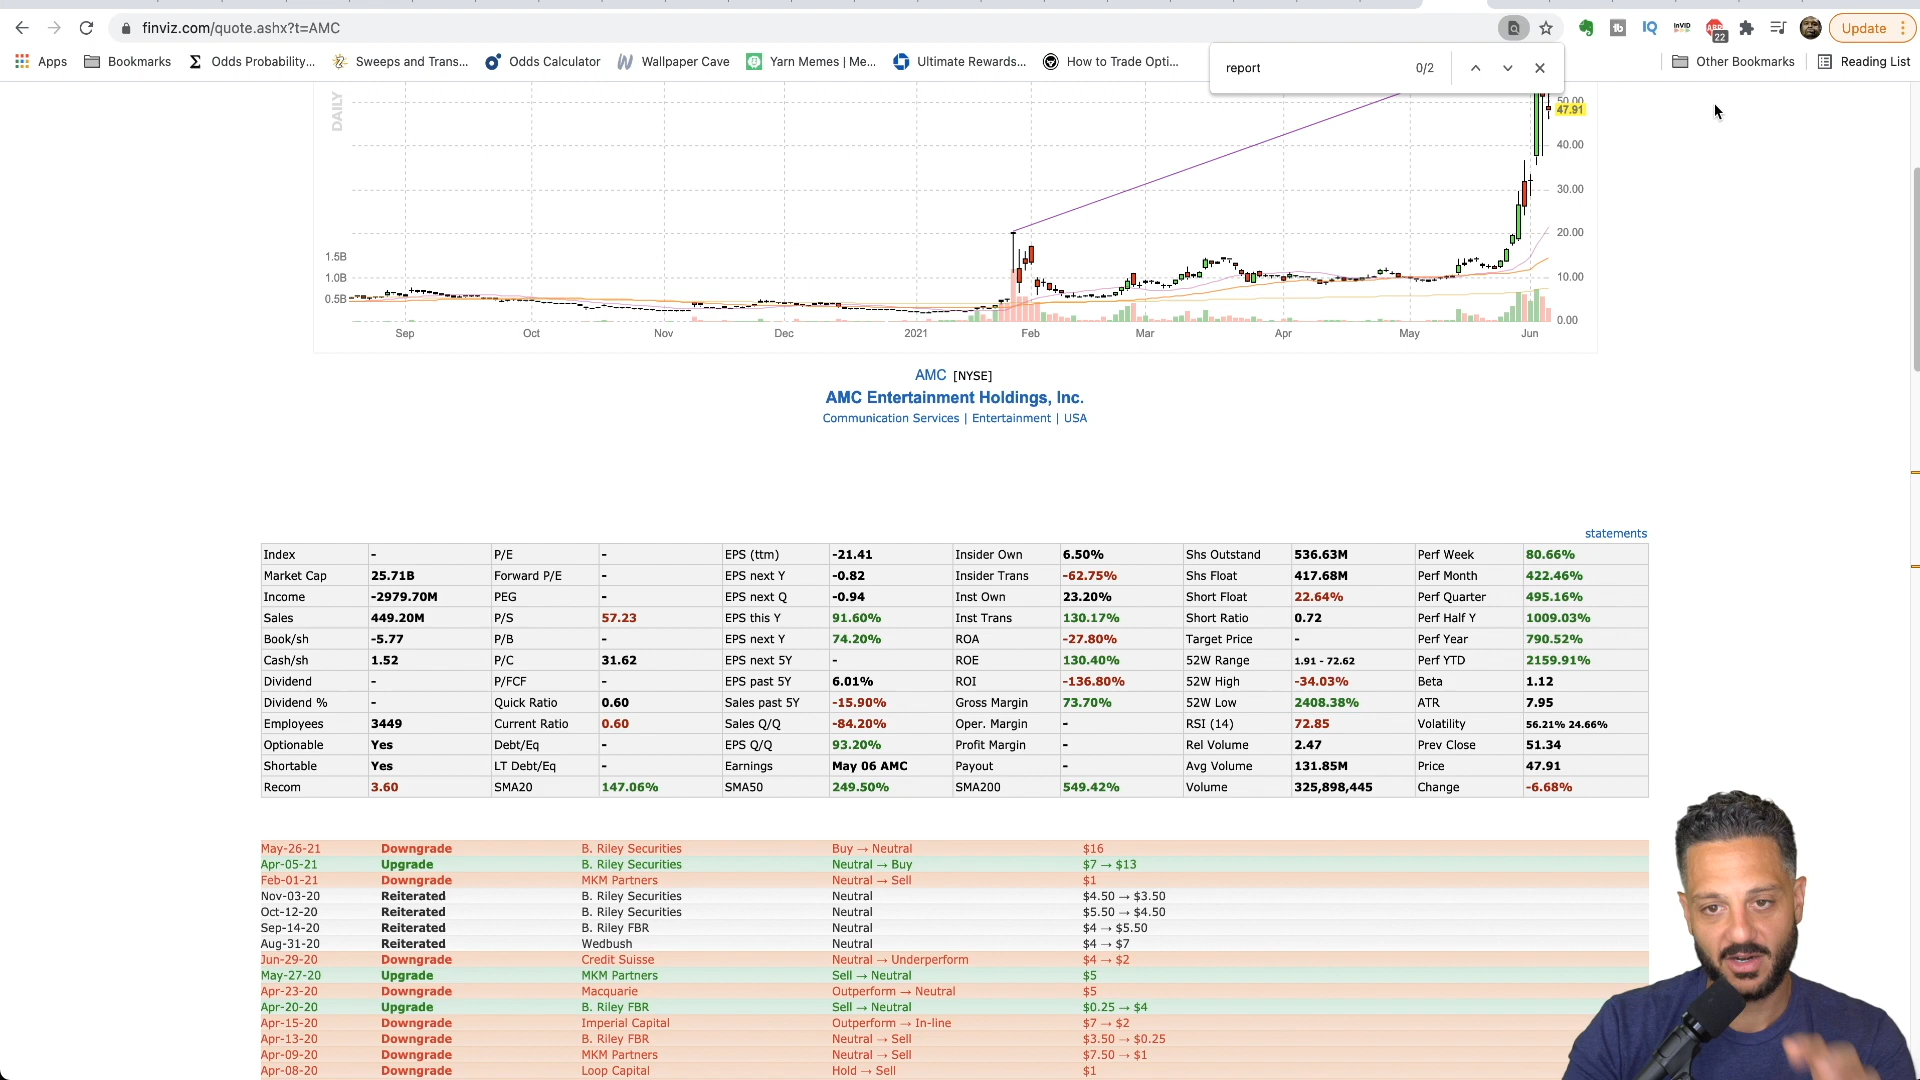 finviz.com/quote.ashx?t=AMC
22
Update
Apps Bookmarks Odds Probability... Sweeps and Trans... Odds Calculator Wallpaper Cave Yarn Memes | Me... Ultimate Rewards... How to Trade Opti... Other Bookmarks Reading List
report 0/2
DAILY
50.00
47.91
40.00
30.00
20.00
10.00
0.00
1.5B
1.0B
0.5B
Sep Oct Nov Dec 2021 Feb Mar Apr May Jun
AMC [NYSE]
AMC Entertainment Holdings, Inc.
Communication Services | Entertainment | USA
statements
Index - P/E - EPS (ttm) -21.41 Insider Own 6.50% Shs Outstand 536.63M Perf Week 80.66%
Market Cap 25.71B Forward P/E - EPS next Y -0.82 Insider Trans -62.75% Shs Float 417.68M Perf Month 422.46%
Income -2979.70M PEG - EPS next Q -0.94 Inst Own 23.20% Short Float 22.64% Perf Quarter 495.16%
Sales 449.20M P/S 57.23 EPS this Y 91.60% Inst Trans 130.17% Short Ratio 0.72 Perf Half Y 1009.03%
Book/sh -5.77 P/B - EPS next Y 74.20% ROA -27.80% Target Price - Perf Year 790.52%
Cash/sh 1.52 P/C 31.62 EPS next 5Y - ROE 130.40% 52W Range 1.91 - 72.62 Perf YTD 2159.91%
Dividend - P/FCF - EPS past 5Y 6.01% ROI -136.80% 52W High -34.03% Beta 1.12
Dividend % - Quick Ratio 0.60 Sales past 5Y -15.90% Gross Margin 73.70% 52W Low 2408.38% ATR 7.95
Employees 3449 Current Ratio 0.60 Sales Q/Q -84.20% Oper. Margin - RSI (14) 72.85 Volatility 56.21% 24.66%
Optionable Yes Debt/Eq - EPS Q/Q 93.20% Profit Margin - Rel Volume 2.47 Prev Close 51.34
Shortable Yes LT Debt/Eq - Earnings May 06 AMC Payout - Avg Volume 131.85M Price 47.91
Recom 3.60 SMA20 147.06% SMA50 249.50% SMA200 549.42% Volume 325,898,445 Change -6.68%
May-26-21 Downgrade B. Riley Securities Buy → Neutral $16
Apr-05-21 Upgrade B. Riley Securities Neutral → Buy $7 → $13
Feb-01-21 Downgrade MKM Partners Neutral → Sell $1
Nov-03-20 Reiterated B. Riley Securities Neutral $4.50 → $3.50
Oct-12-20 Reiterated B. Riley Securities Neutral $5.50 → $4.50
Sep-14-20 Reiterated B. Riley FBR Neutral $4 → $5.50
Aug-31-20 Reiterated Wedbush Neutral $4 → $7
Jun-29-20 Downgrade Credit Suisse Neutral → Underperform $4 → $2
May-27-20 Upgrade MKM Partners Sell → Neutral $5
Apr-23-20 Downgrade Macquarie Outperform → Neutral $5
Apr-20-20 Upgrade B. Riley FBR Sell → Neutral $0.25 → $4
Apr-15-20 Downgrade Imperial Capital Outperform → In-line $7 → $2
Apr-13-20 Downgrade B. Riley FBR Neutral → Sell $3.50 → $0.25
Apr-09-20 Downgrade MKM Partners Neutral → Sell $7.50 → $1
Apr-08-20 Downgrade Loop Capital Hold → Sell $1